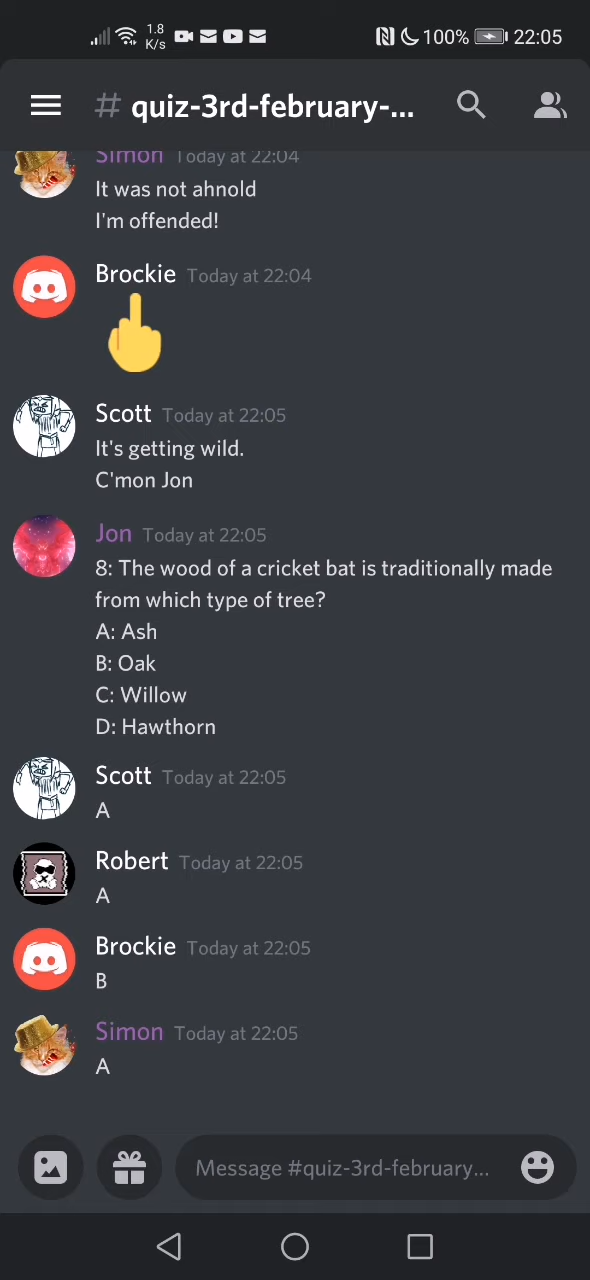 1.8
K/s
100%
22:05
# quiz-3rd-february-...
Simon Today at 22:04
It was not ahnold
I'm offended!
Brockie Today at 22:04
Scott Today at 22:05
It's getting wild.
C'mon Jon
Jon Today at 22:05
8: The wood of a cricket bat is traditionally made
from which type of tree?
A: Ash
B: Oak
C: Willow
D: Hawthorn
Scott Today at 22:05
A
Robert Today at 22:05
A
Brockie Today at 22:05
B
Simon Today at 22:05
A
Message #quiz-3rd-february...